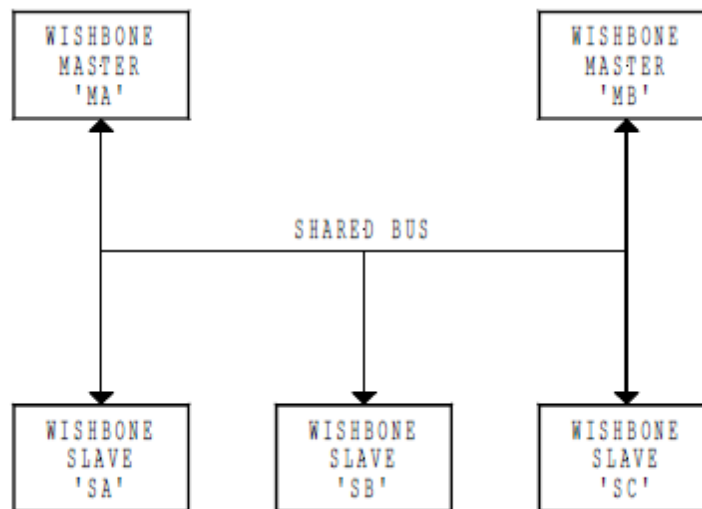 WISHBONE
MASTER
'MA'
WISHBONE
MASTER
'MB'
SHARED BUS
WISHBONE
SLAVE
'SA'
WISHBONE
SLAVE
'SB'
WISHBONE
SLAVE
'SC'